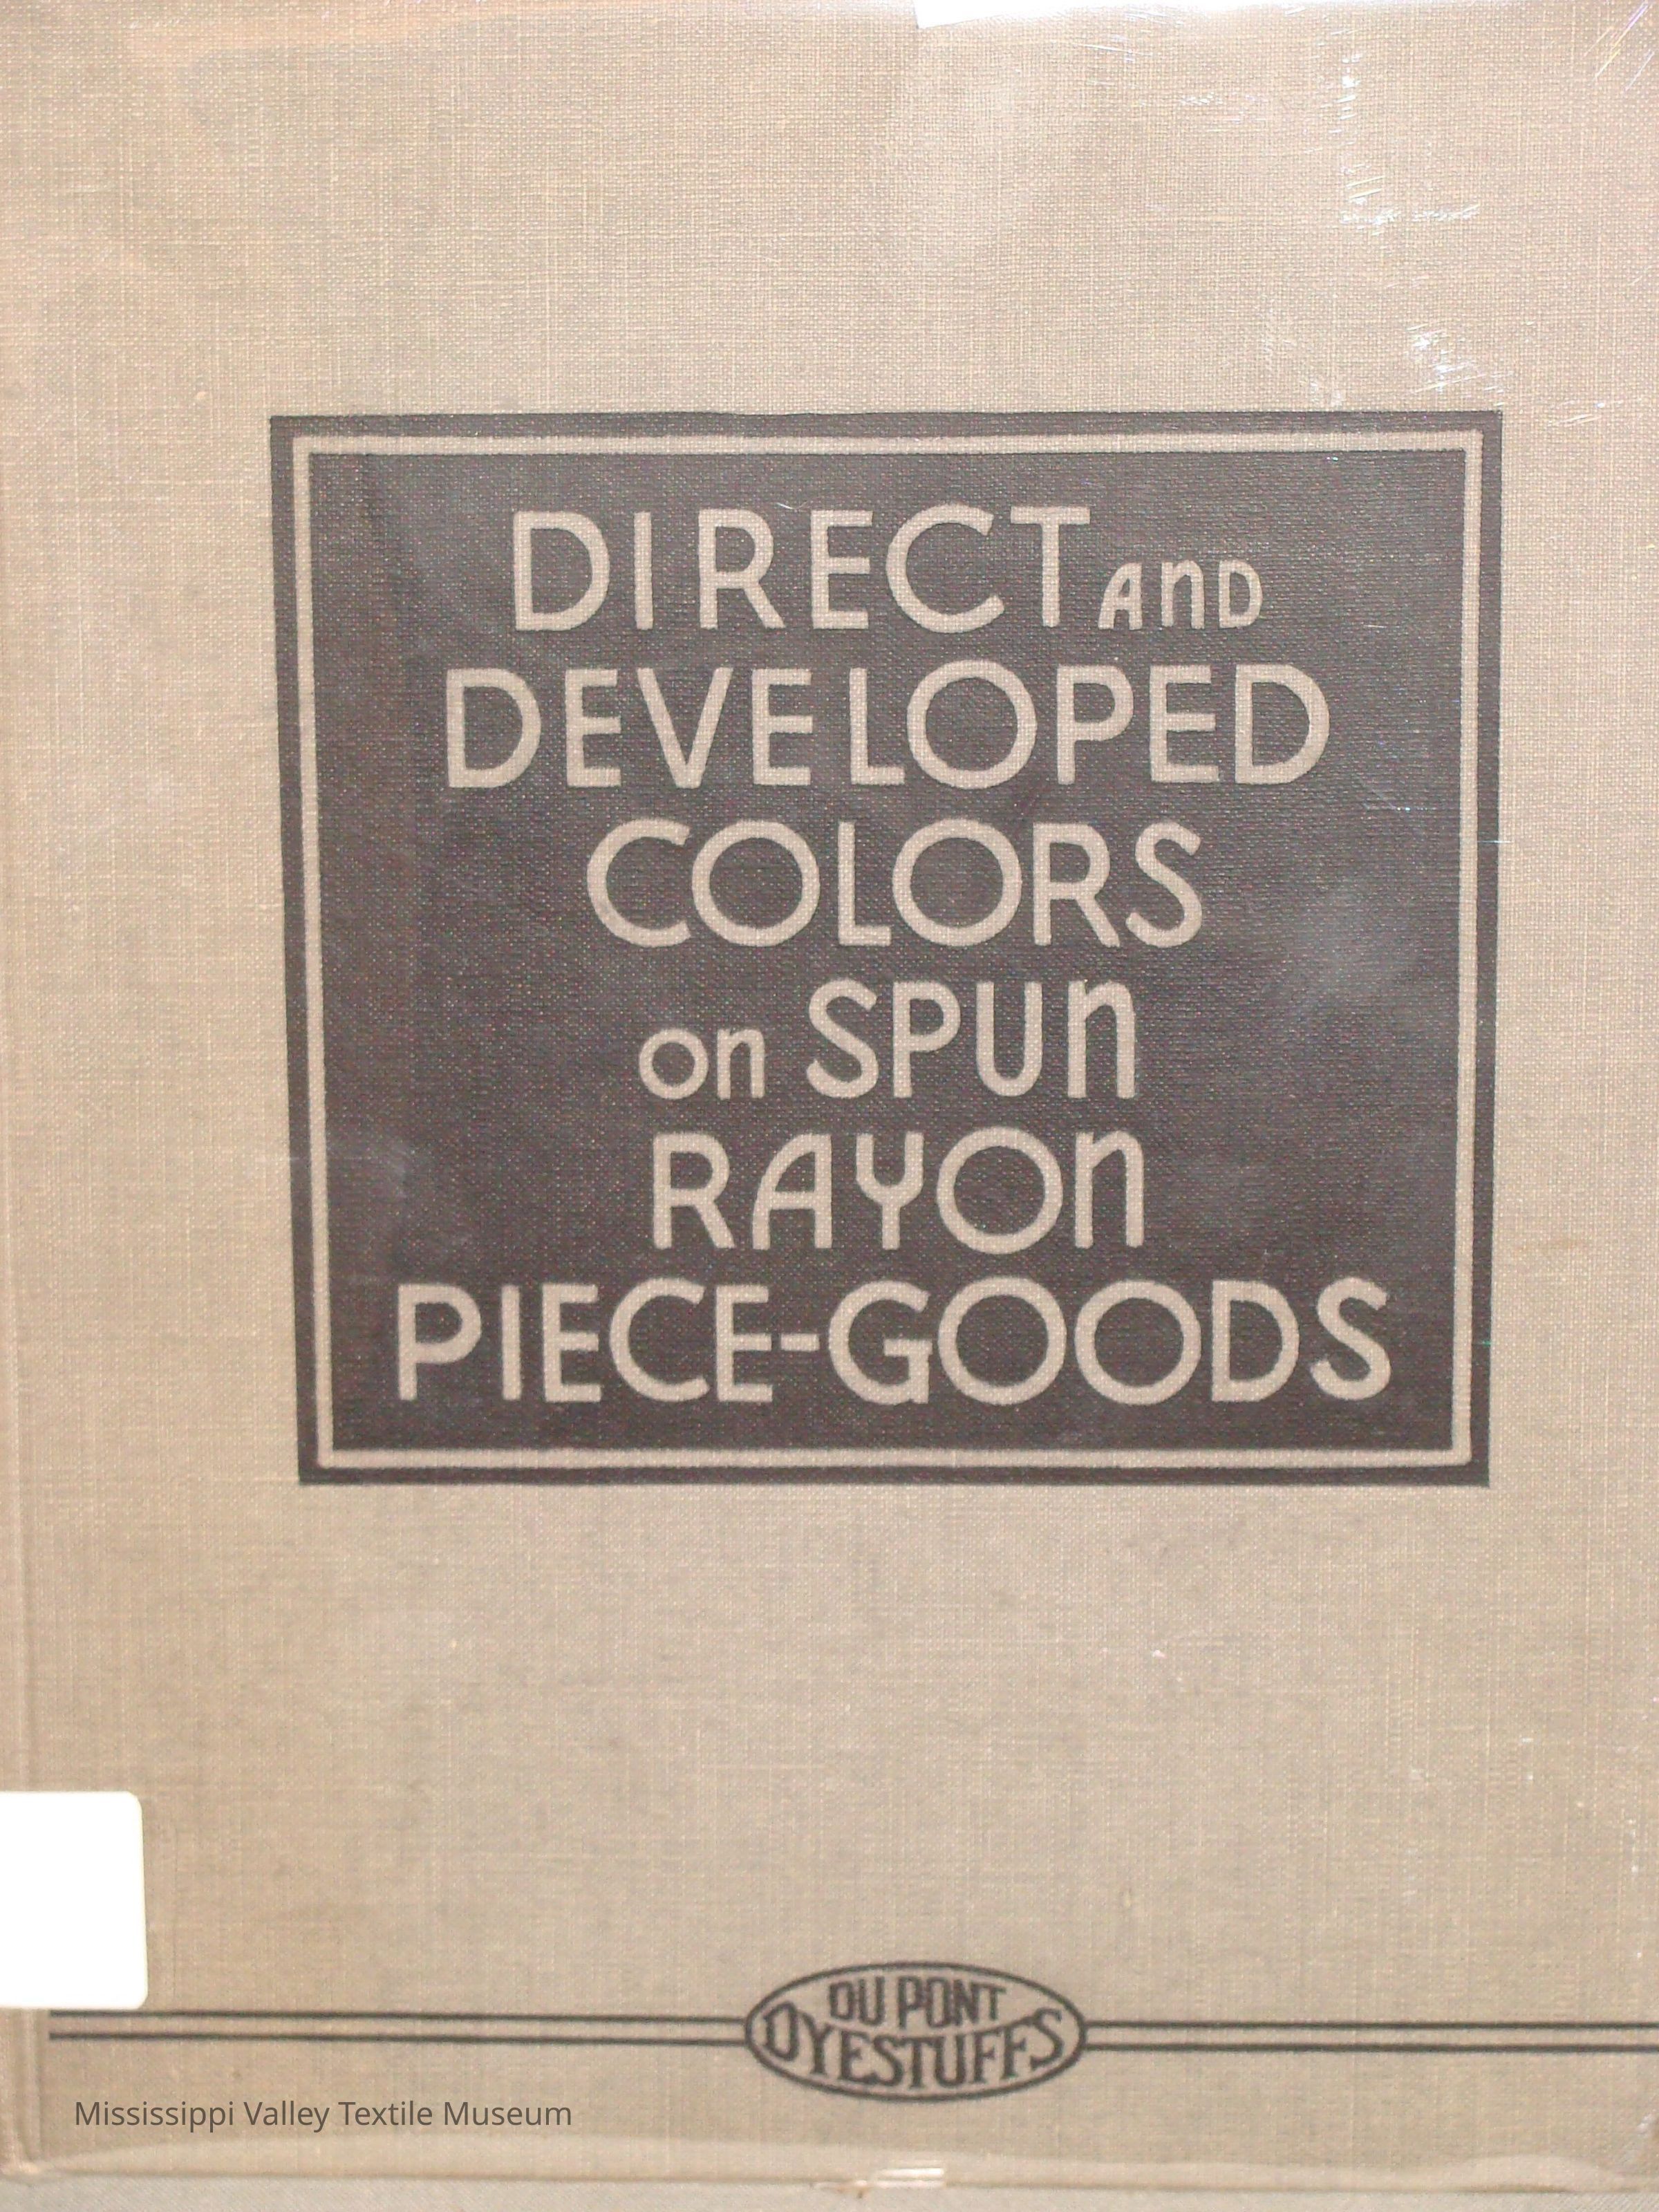 DIRECT AND
DEVELOPED
COLORS
on SPUn
RAYOn
PIECE-GOODS
DU PONT
DYESTUFFS
Mississippi Valley Textile Museum